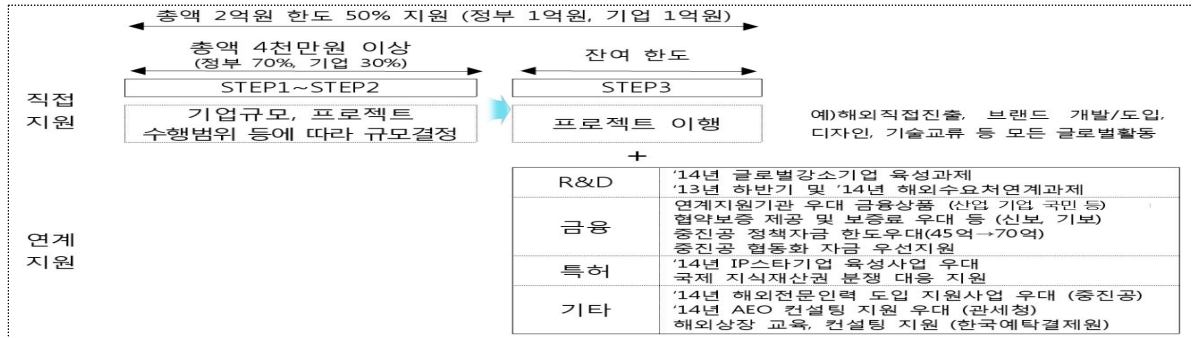 총액 2억원 한도 50% 지원 (정부 1억원, 기업 1억원)
총액 4천만원 이상
(정부 70%, 기업 30%)
잔여 한도
직접
지원
STEP1~STEP2
STEP3
기업규모, 프로젝트
수행범위 등에 따라 규모결정
프로젝트 이행
예)해외직접진출, 브랜드 개발/도입,
디자인, 기술교류 등 모든 글로벌활동
+
연계
지원
R&D
'14년 글로벌강소기업 육성과제
'13년 하반기 및 '14년 해외수요처연계과제
금융
연계지원기관 우대 금융상품 (산업, 기업, 국민 등)
협약보증 제공 및 보증료 우대 등 (신보, 기보)
중진공 정책자금 한도우대(45억→70억)
중진공 협동화 자금 우선지원
특허
'14년 IP스타기업 육성사업 우대
국제 지식재산권 분쟁 대응 지원
기타
'14년 해외전문인력 도입 지원사업 우대 (중진공)
'14년 AEO 컨설팅 지원 우대 (관세청)
해외상장 교육, 컨설팅 지원 (한국예탁결제원)